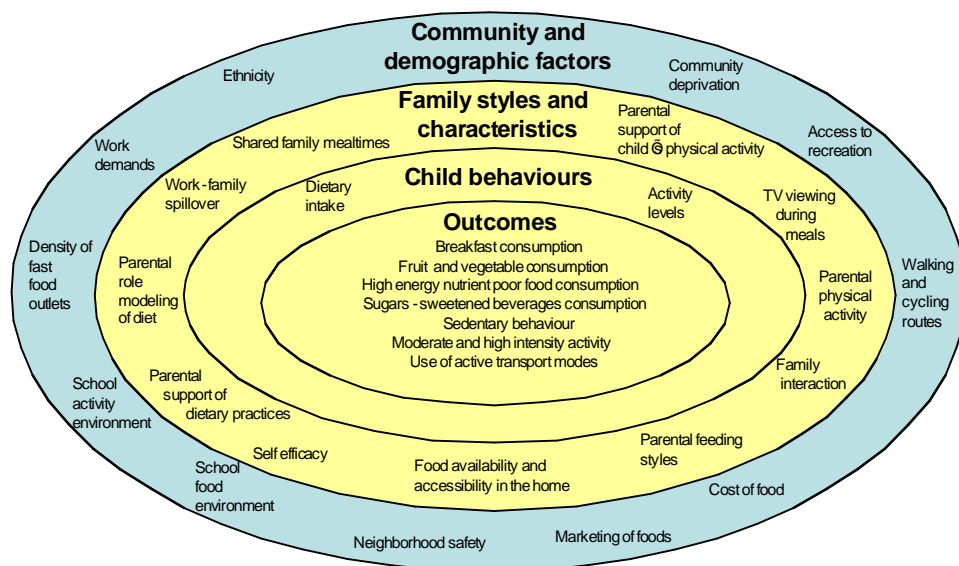 Community and
demographic factors
Ethnicity
Community
deprivation
Work
demands
Access to
recreation
Density of
fast
food
outlets
Walking
and
cycling
routes
School
activity
environment
School
food
environment
Cost of food
Neighborhood safety
Marketing of foods
Family styles and
characteristics
Shared family mealtimes
Parental
support of
child physical activity
Work-family
spillover
TV viewing
during
meals
Parental
role
modeling
of diet
Parental
physical
activity
Parental
support of
dietary practices
Family
interaction
Self efficacy
Parental feeding
styles
Food availability and
accessibility in the home
Child behaviours
Dietary
intake
Activity
levels
Outcomes
Breakfast consumption
Fruit and vegetable consumption
High energy nutrient poor food consumption
Sugars - sweetened beverages consumption
Sedentary behaviour
Moderate and high intensity activity
Use of active transport modes